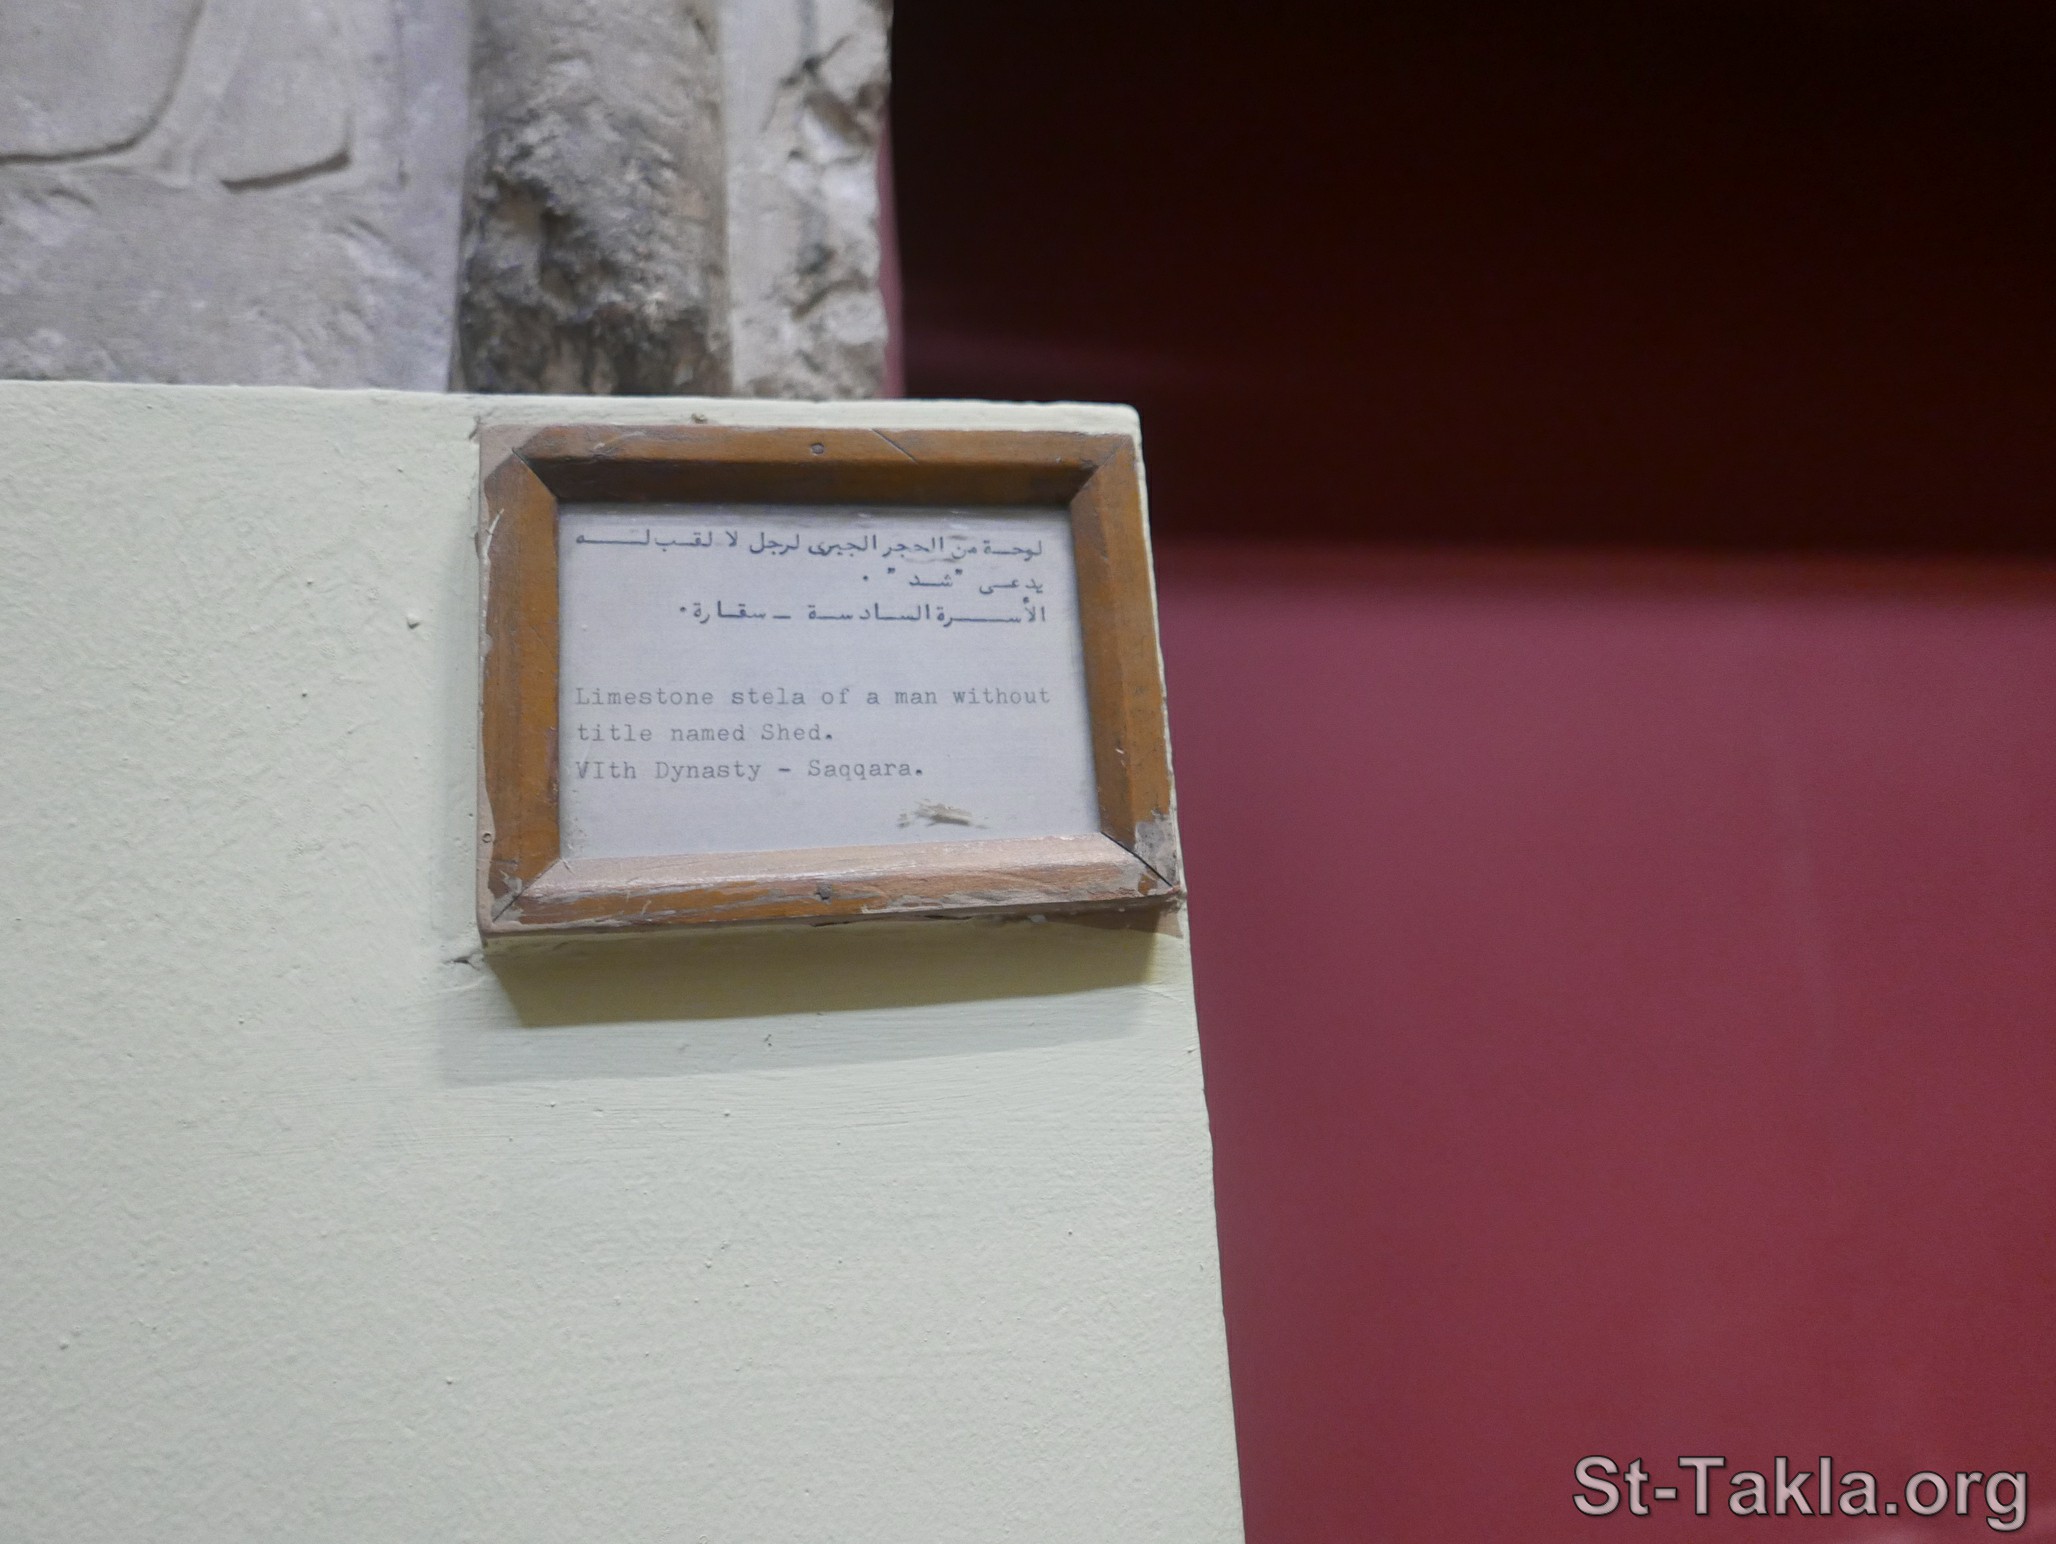 لوحة من الحجر الجيرى لرجل لا لقب له
يدعى "شد" .
الأسرة السادسة - سقارة .
Limestone stela of a man without
title named Shed.
VIth Dynasty - Saqqara.
St-Takla.org